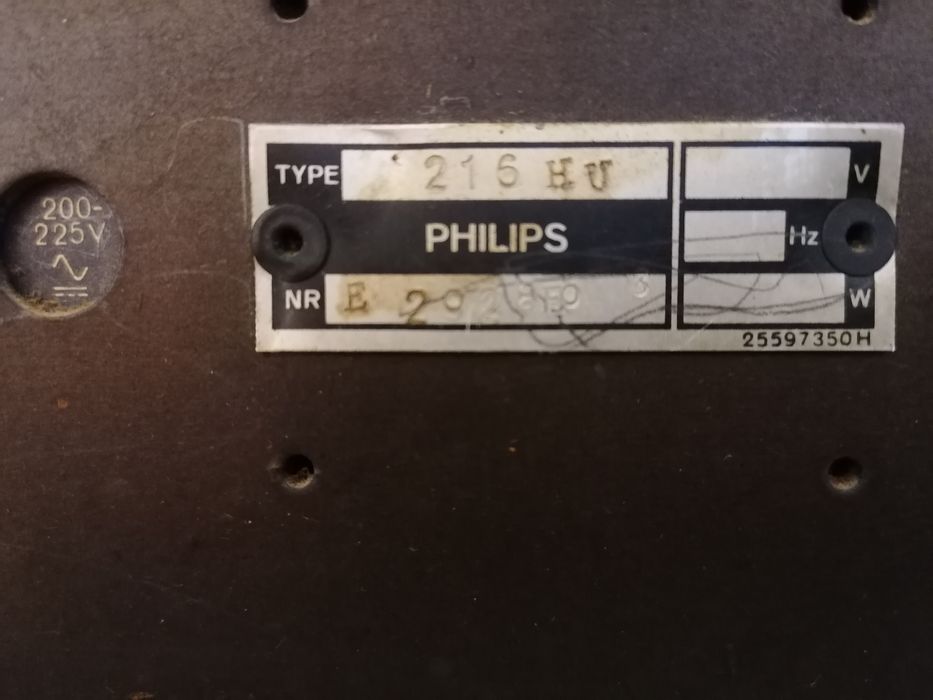 200-
225V
TYPE 216 HU V
PHILIPS Hz
NR E W
25597350H